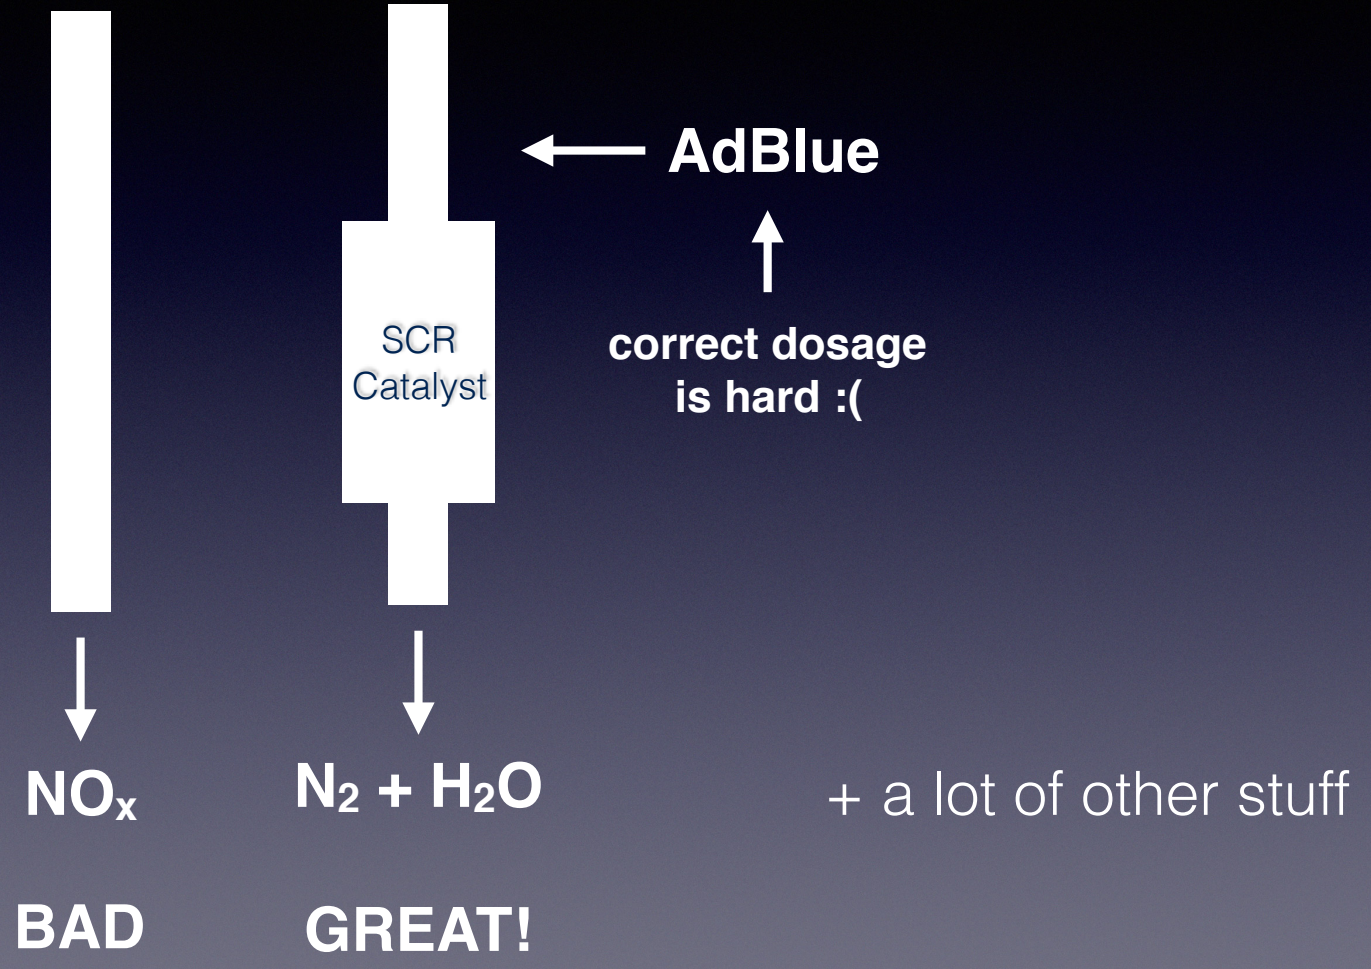 AdBlue
SCR
Catalyst
correct dosage
is hard :(
NOₓ
N₂ + H₂O
+ a lot of other stuff
BAD
GREAT!